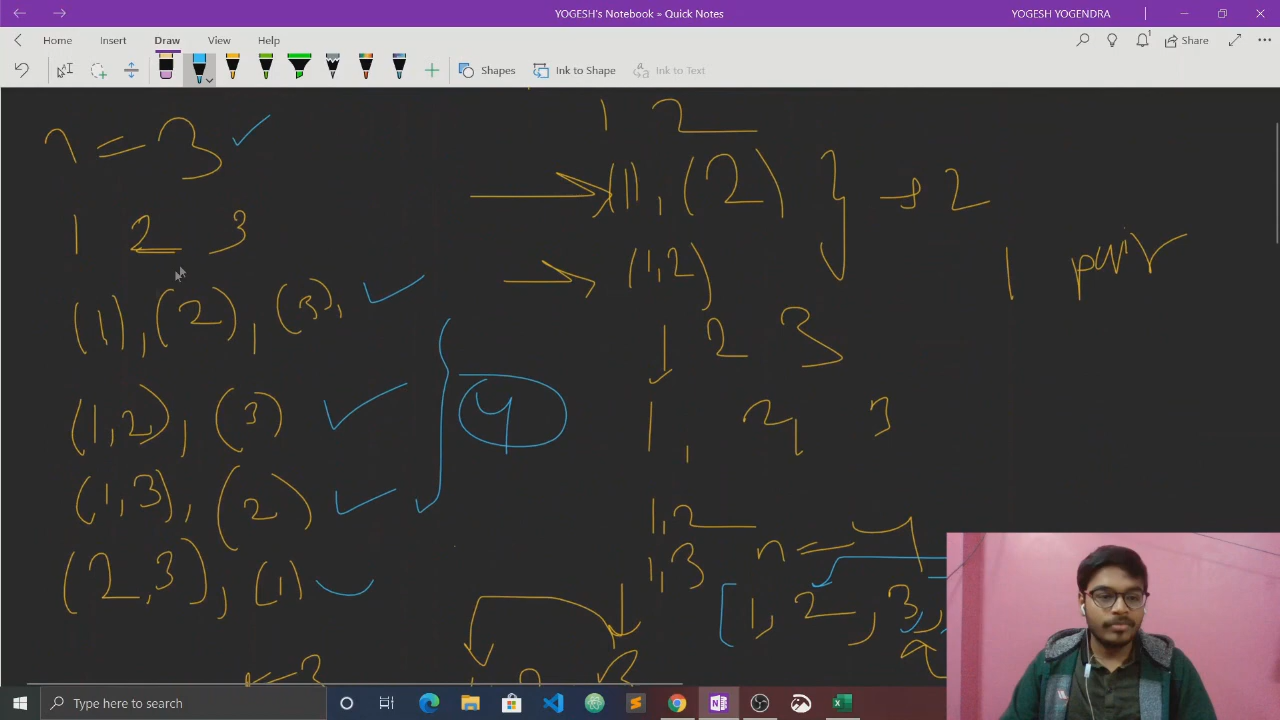 YOGESH's Notebook » Quick Notes
YOGESH YOGENDRA
Home Insert Draw View Help
Share
Shapes
Ink to Shape
Ink to Text
n = 3
1 2 3
(1), (2), (3),
(1,2), (3)
(1,3), (2)
(2,3), (1)
4
1 2
(1), (2)
2
(1,2)
1 pair
1 2 3
1, 2, 3
1,2
1,3
n = 4
[1, 2, 3,
Type here to search